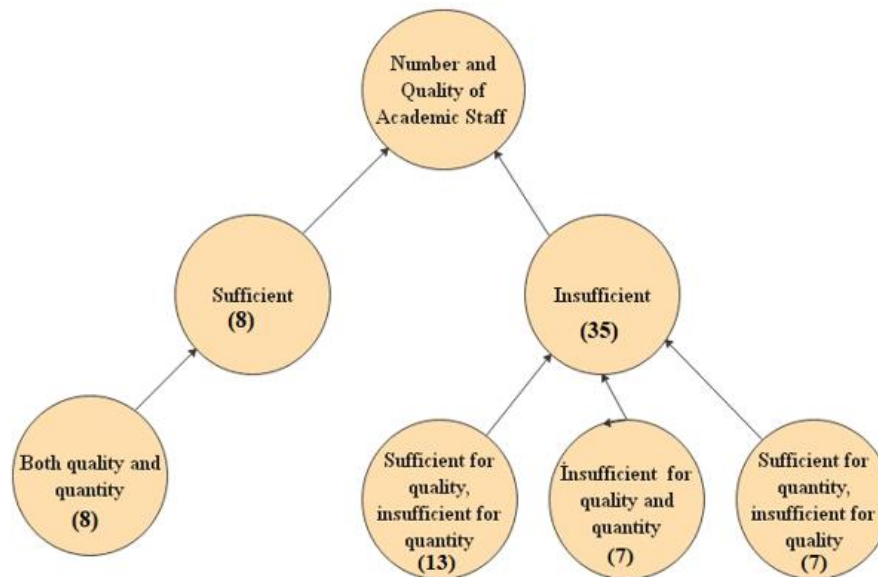 Number and
Quality of
Academic Staff
Sufficient
(8)
Insufficient
(35)
Both quality and
quantity
(8)
Sufficient for
quality,
insufficient for
quantity
(13)
İnsufficient for
quality and
quantity
(7)
Sufficient for
quantity,
insufficient for
quality
(7)